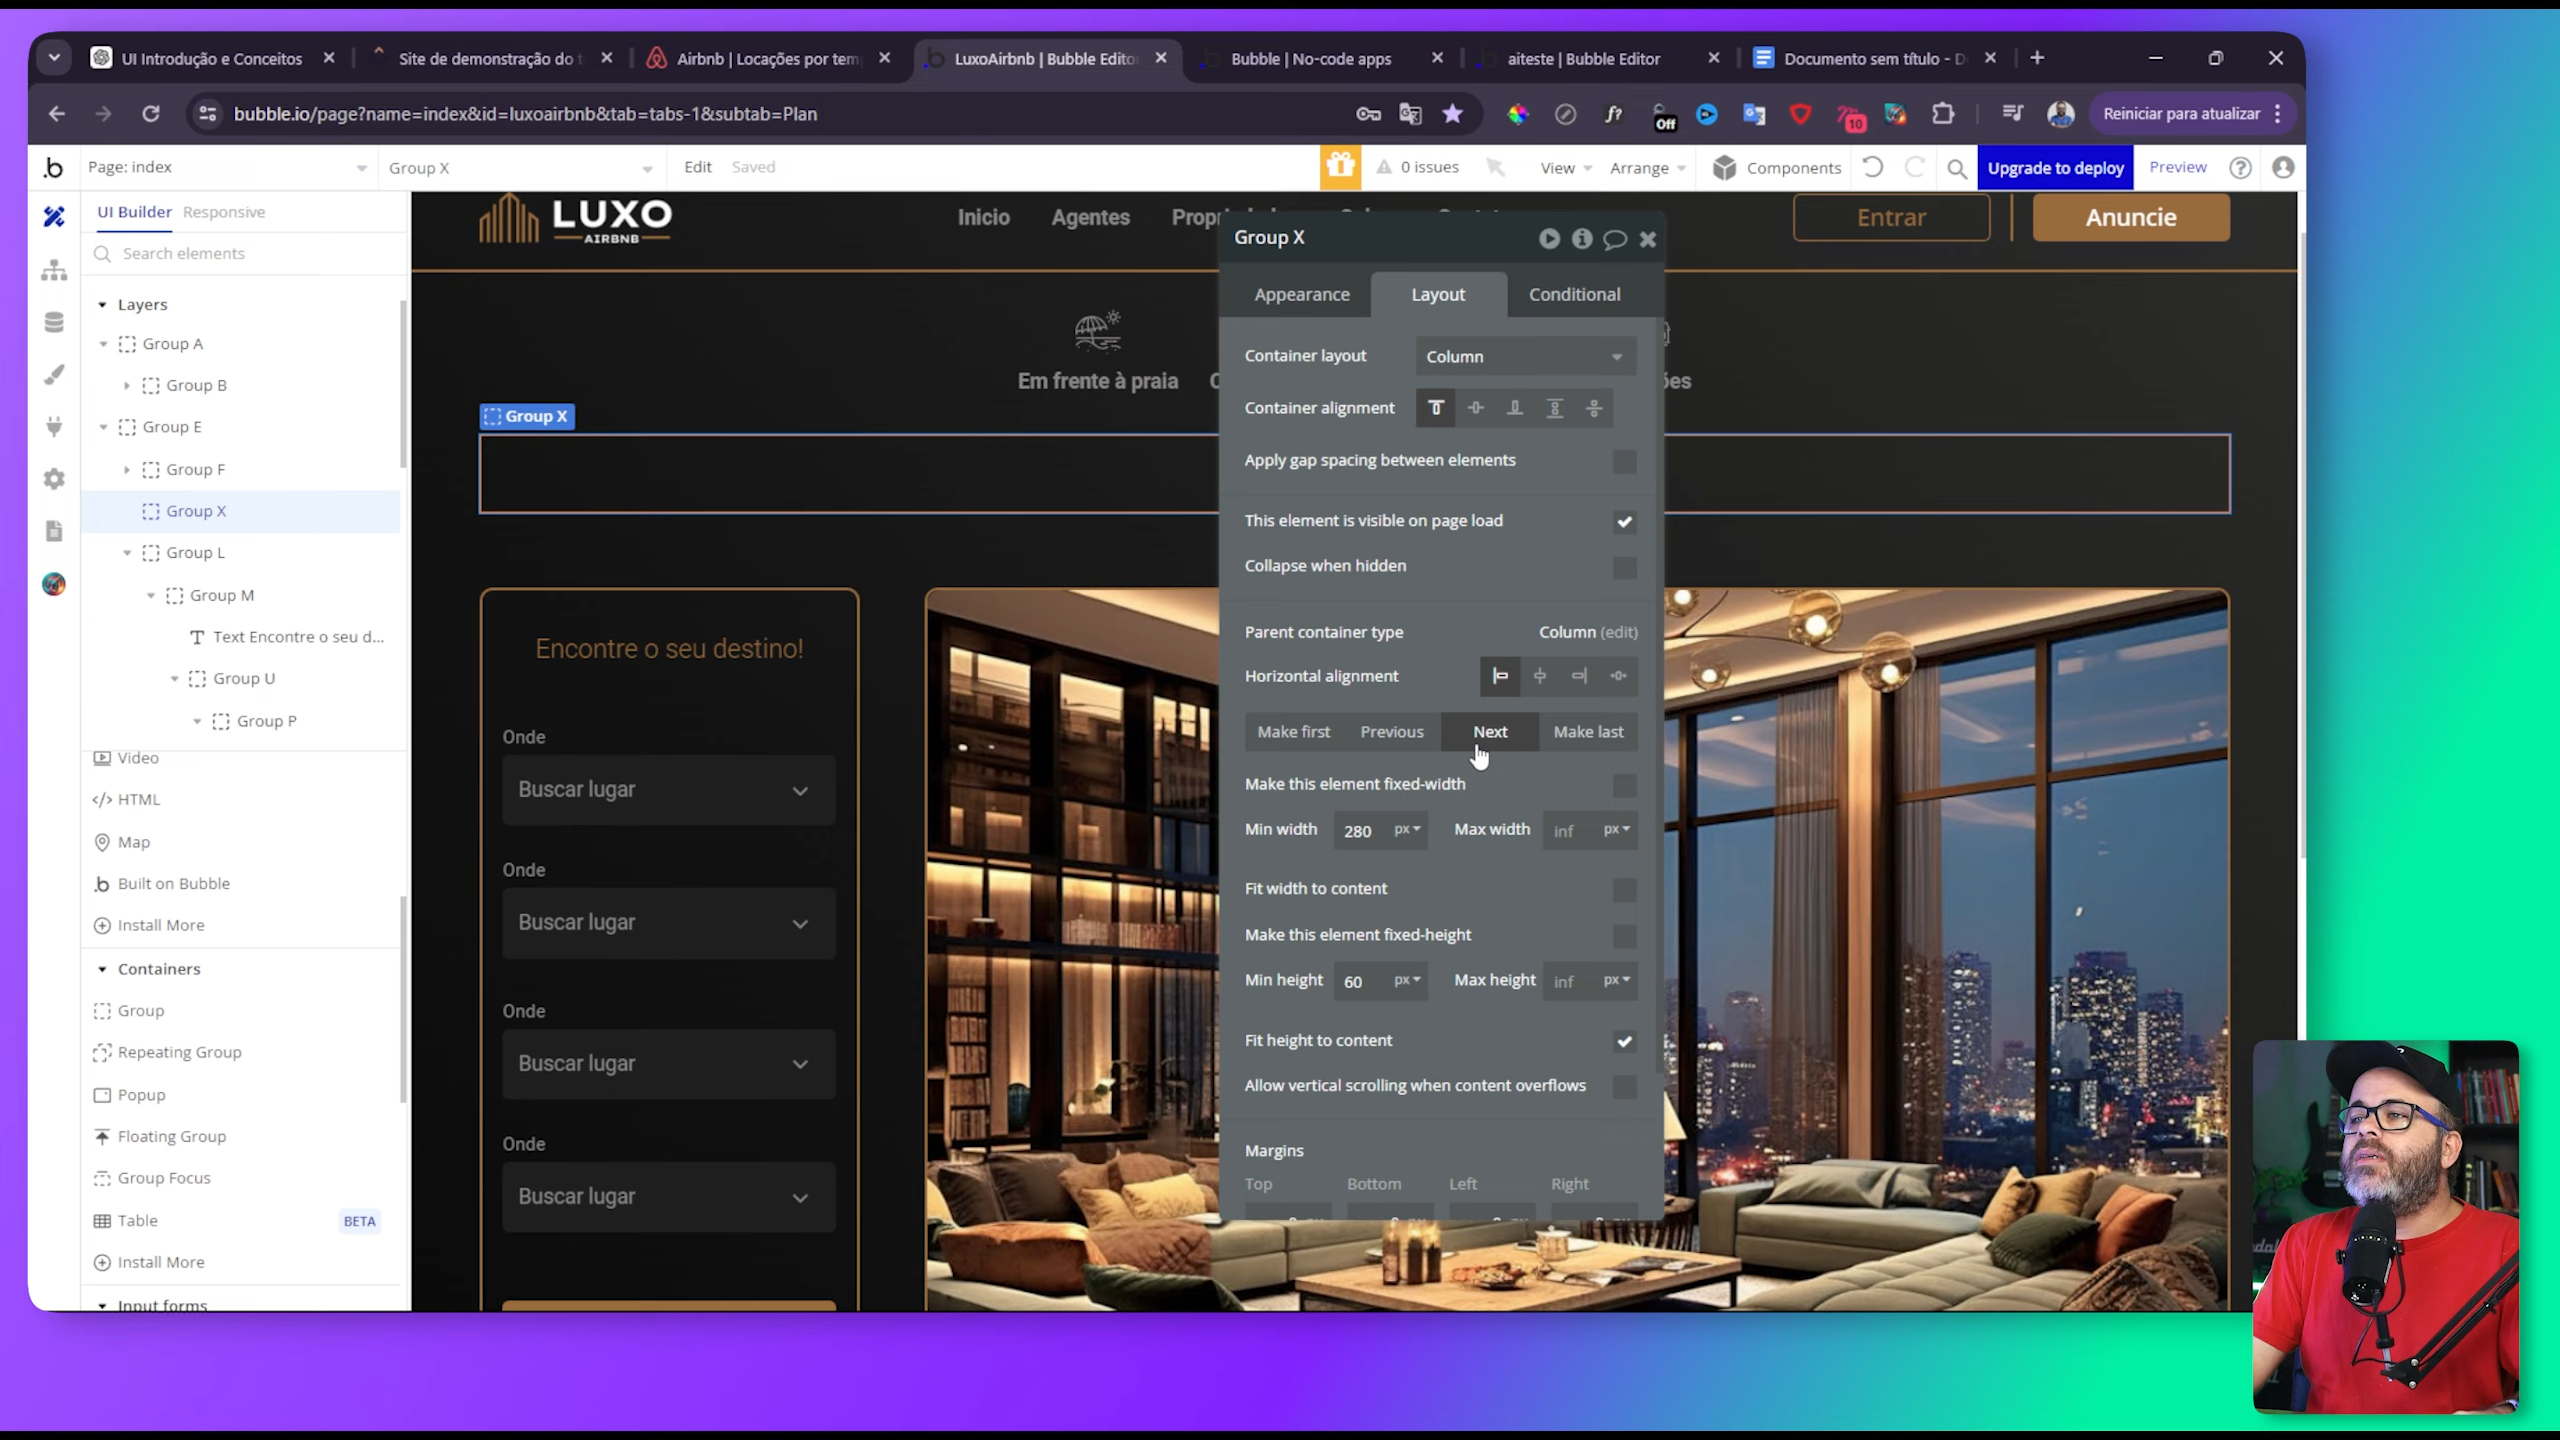 UI Introdução e Conceitos
Site de demonstração do t
Airbnb | Locações por tem
LuxoAirbnb | Bubble Edito
Bubble | No-code apps
aiteste | Bubble Editor
Documento sem título - D
bubble.io/page?name=index&id=luxoairbnb&tab=tabs-1&subtab=Plan
f?
Off
10
Reiniciar para atualizar
.b
Page: index
Group X
Edit
Saved
0 issues
View
Arrange
Components
Upgrade to deploy
Preview
UI Builder
Responsive
Search elements
Layers
Group A
Group B
Group E
Group F
Group X
Group L
Group M
Text Encontre o seu d...
Group U
Group P
Video
HTML
Map
Built on Bubble
Install More
Containers
Group
Repeating Group
Popup
Floating Group
Group Focus
Table
BETA
Install More
Input forms
LUXO
AIRBNB
Inicio
Agentes
Entrar
Anuncie
Em frente à praia
ões
Group X
Encontre o seu destino!
Onde
Buscar lugar
Onde
Buscar lugar
Onde
Buscar lugar
Onde
Buscar lugar
Group X
Appearance
Layout
Conditional
Container layout
Column
Container alignment
Apply gap spacing between elements
This element is visible on page load
Collapse when hidden
Parent container type
Column (edit)
Horizontal alignment
Make first
Previous
Next
Make last
Make this element fixed-width
Min width
280
px
Max width
inf
px
Fit width to content
Make this element fixed-height
Min height
60
px
Max height
inf
px
Fit height to content
Allow vertical scrolling when content overflows
Margins
Top
Bottom
Left
Right